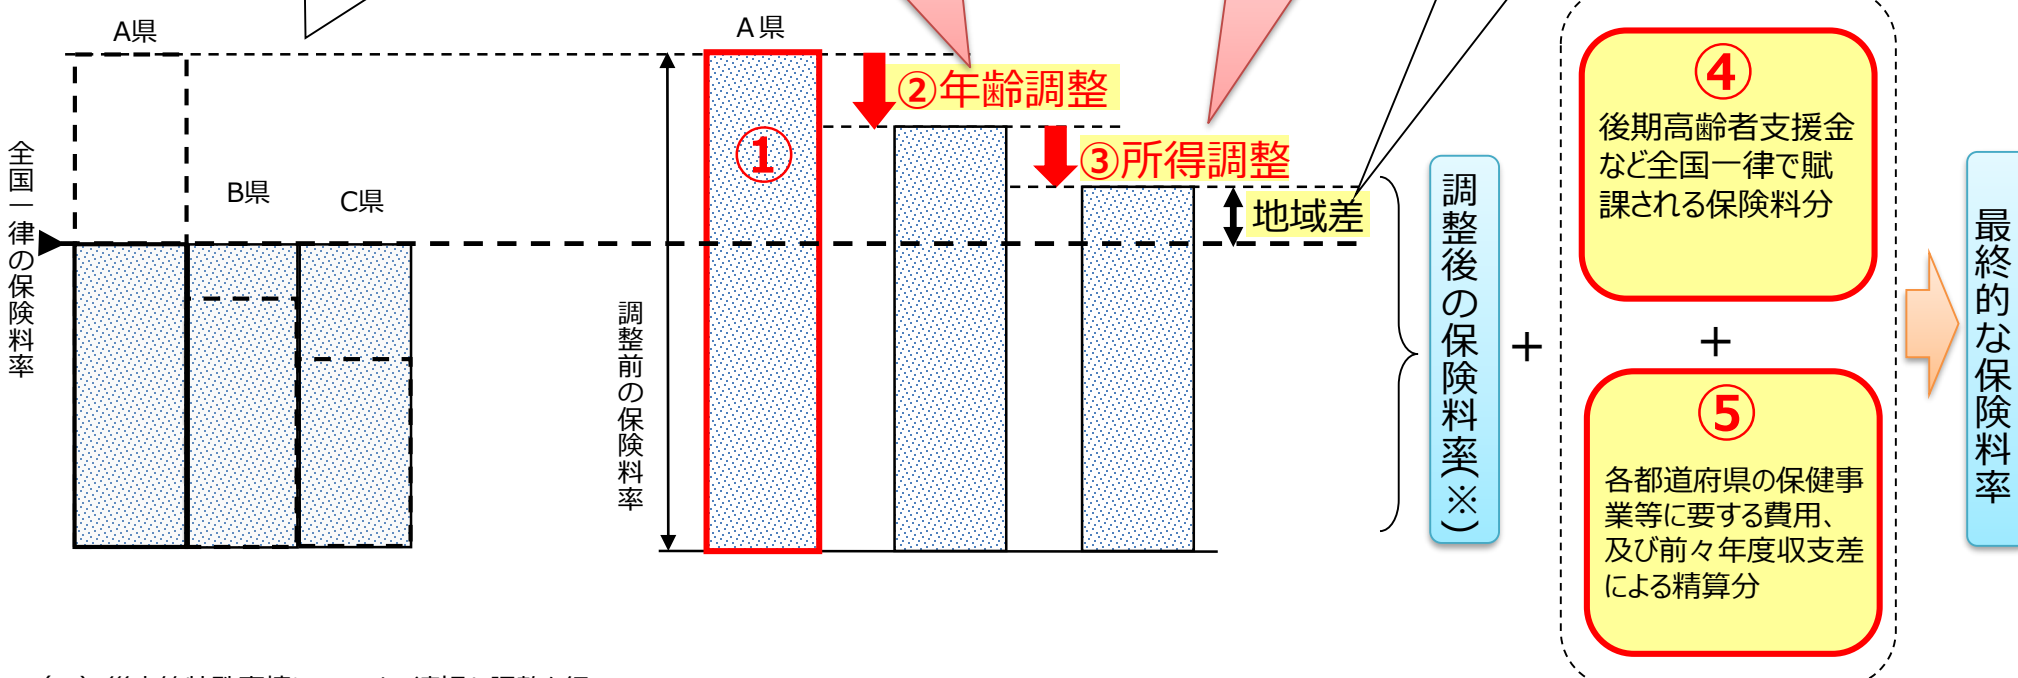 A県
B県
C県
全国一律の保険料率
A県
①
調整前の保険料率
②年齢調整
③所得調整
地域差
調整後の保険料率(※)
＋
④
後期高齢者支援金
など全国一律で賦
課される保険料分
＋
⑤
各都道府県の保健事
業等に要する費用、
及び前々年度収支差
による精算分
最終的な保険料率